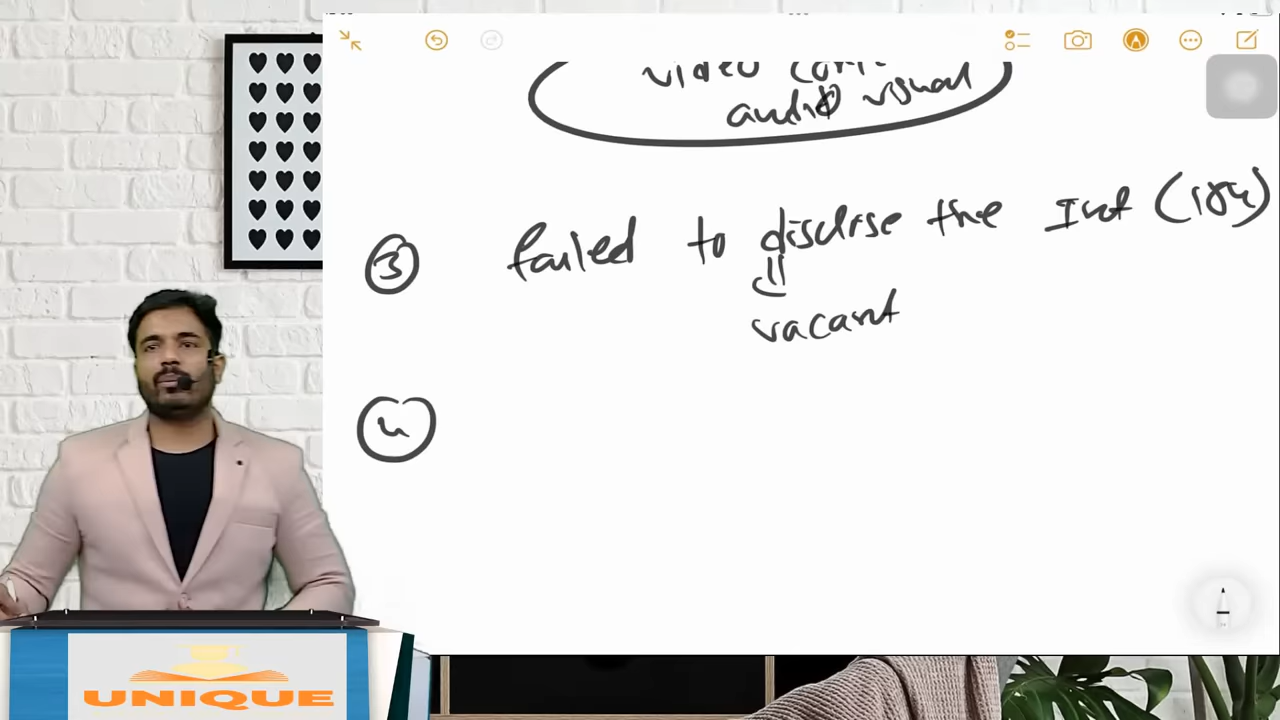 audio visual
③ failed to disclose the Int (184)
vacant
④
UNIQUE